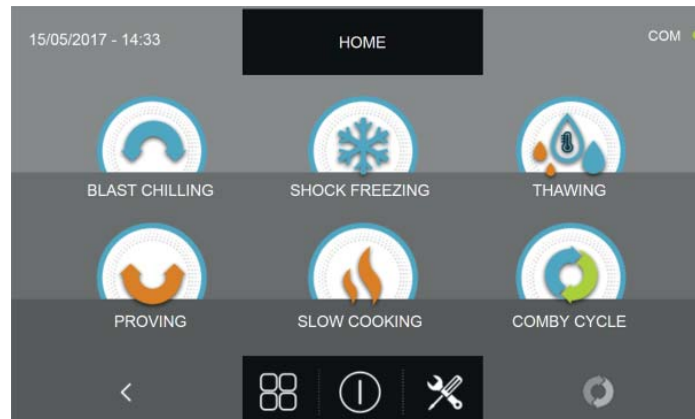 15/05/2017 - 14:33
HOME
COM
BLAST CHILLING
SHOCK FREEZING
THAWING
PROVING
SLOW COOKING
COMBY CYCLE